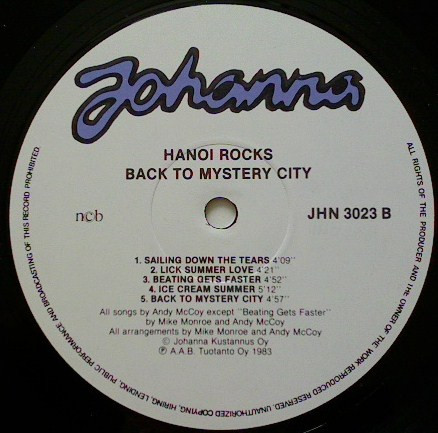 Johanna
HANOI ROCKS
BACK TO MYSTERY CITY
ncb
JHN 3023 B
1. SAILING DOWN THE TEARS 4'09"
2. LICK SUMMER LOVE 4'21"
3. BEATING GETS FASTER 4'52"
4. ICE CREAM SUMMER 5'12"
5. BACK TO MYSTERY CITY 4'57"
All songs by Andy McCoy except "Beating Gets Faster"
by Mike Monroe and Andy McCoy
All arrangements by Mike Monroe and Andy McCoy
© Johanna Kustannus Oy
℗ A.A.B. Tuotanto Oy 1983
ALL RIGHTS OF THE PRODUCER AND OF THE OWNER OF THE WORK REPRODUCED RESERVED. UNAUTHORIZED COPYING, HIRING, LENDING, PUBLIC PERFORMANCE AND BROADCASTING OF THIS RECORD PROHIBITED